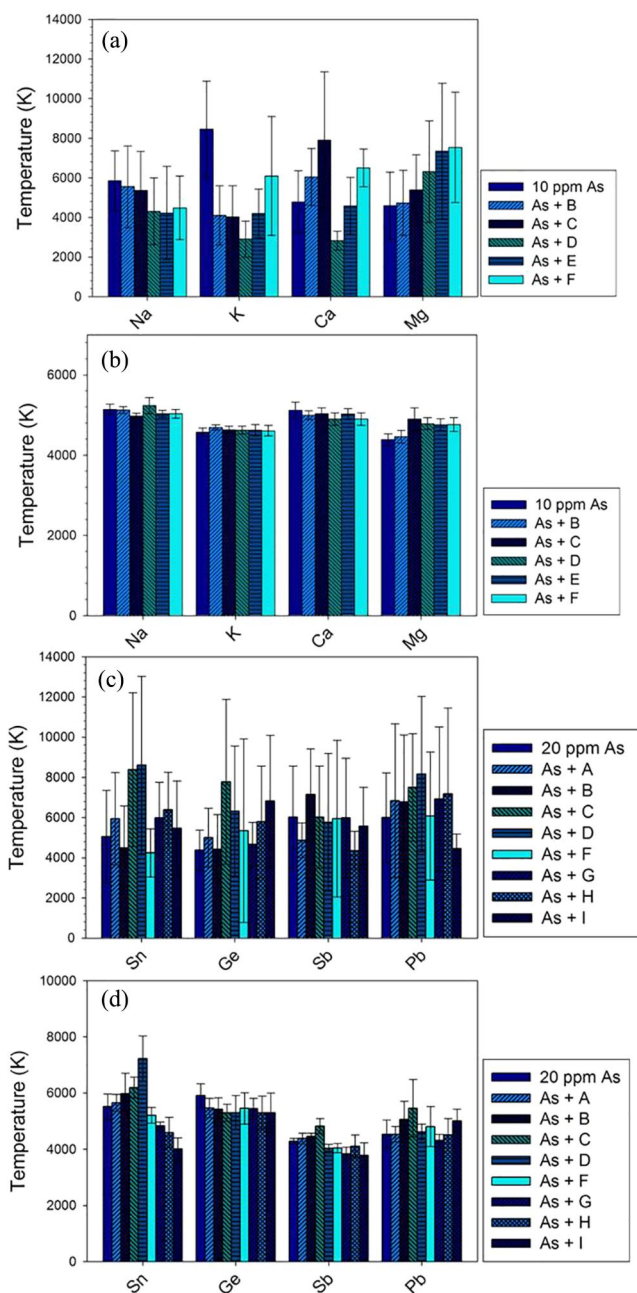 (a)
Temperature (K)
14000
12000
10000
8000
6000
4000
2000
0
Na
K
Ca
Mg
10 ppm As
As + B
As + C
As + D
As + E
As + F
(b)
Temperature (K)
6000
4000
2000
0
Na
K
Ca
Mg
10 ppm As
As + B
As + C
As + D
As + E
As + F
(c)
Temperature (K)
14000
12000
10000
8000
6000
4000
2000
0
Sn
Ge
Sb
Pb
20 ppm As
As + A
As + B
As + C
As + D
As + F
As + G
As + H
As + I
(d)
Temperature (K)
10000
8000
6000
4000
2000
0
Sn
Ge
Sb
Pb
20 ppm As
As + A
As + B
As + C
As + D
As + F
As + G
As + H
As + I